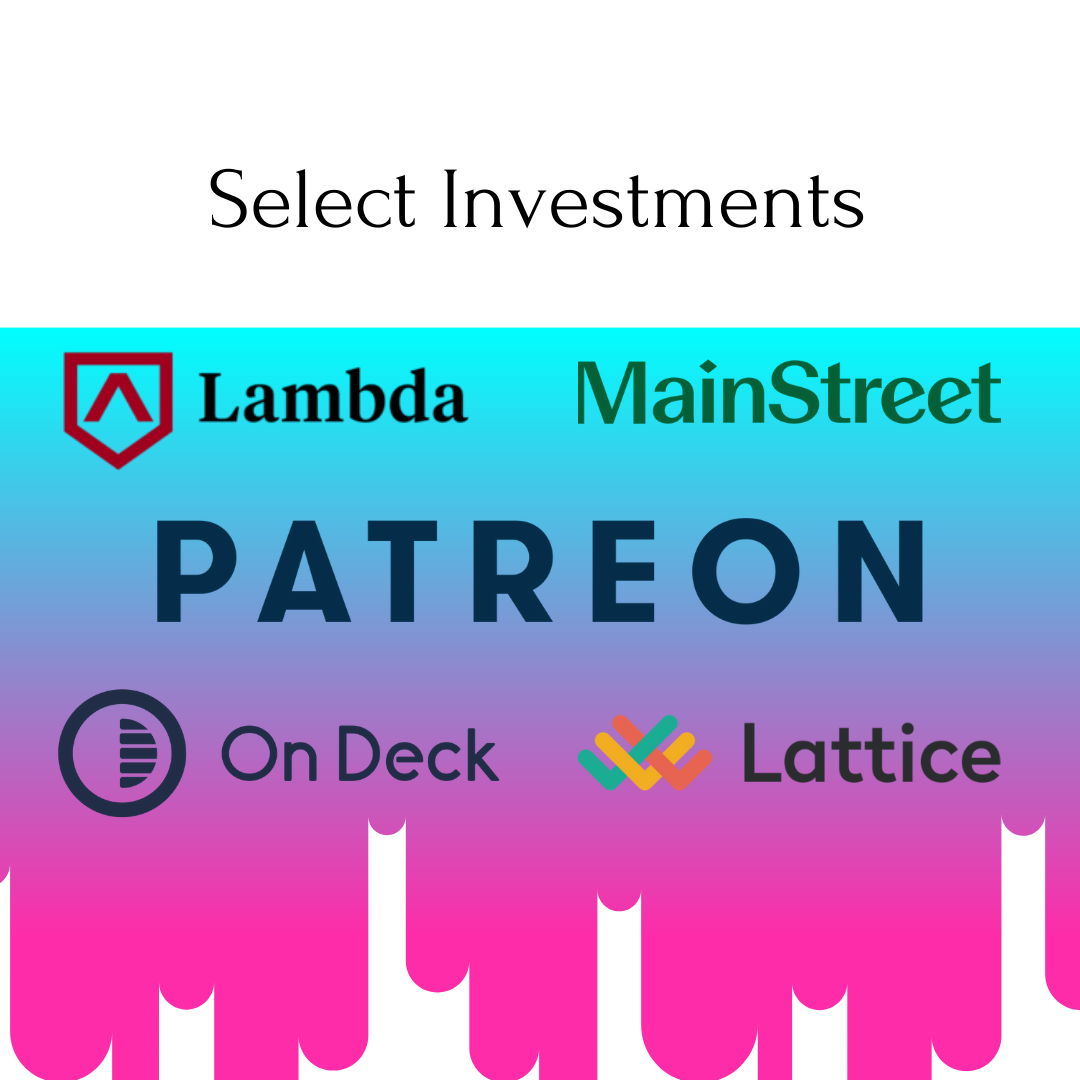 Select Investments
Lambda
MainStreet
PATREON
On Deck
Lattice